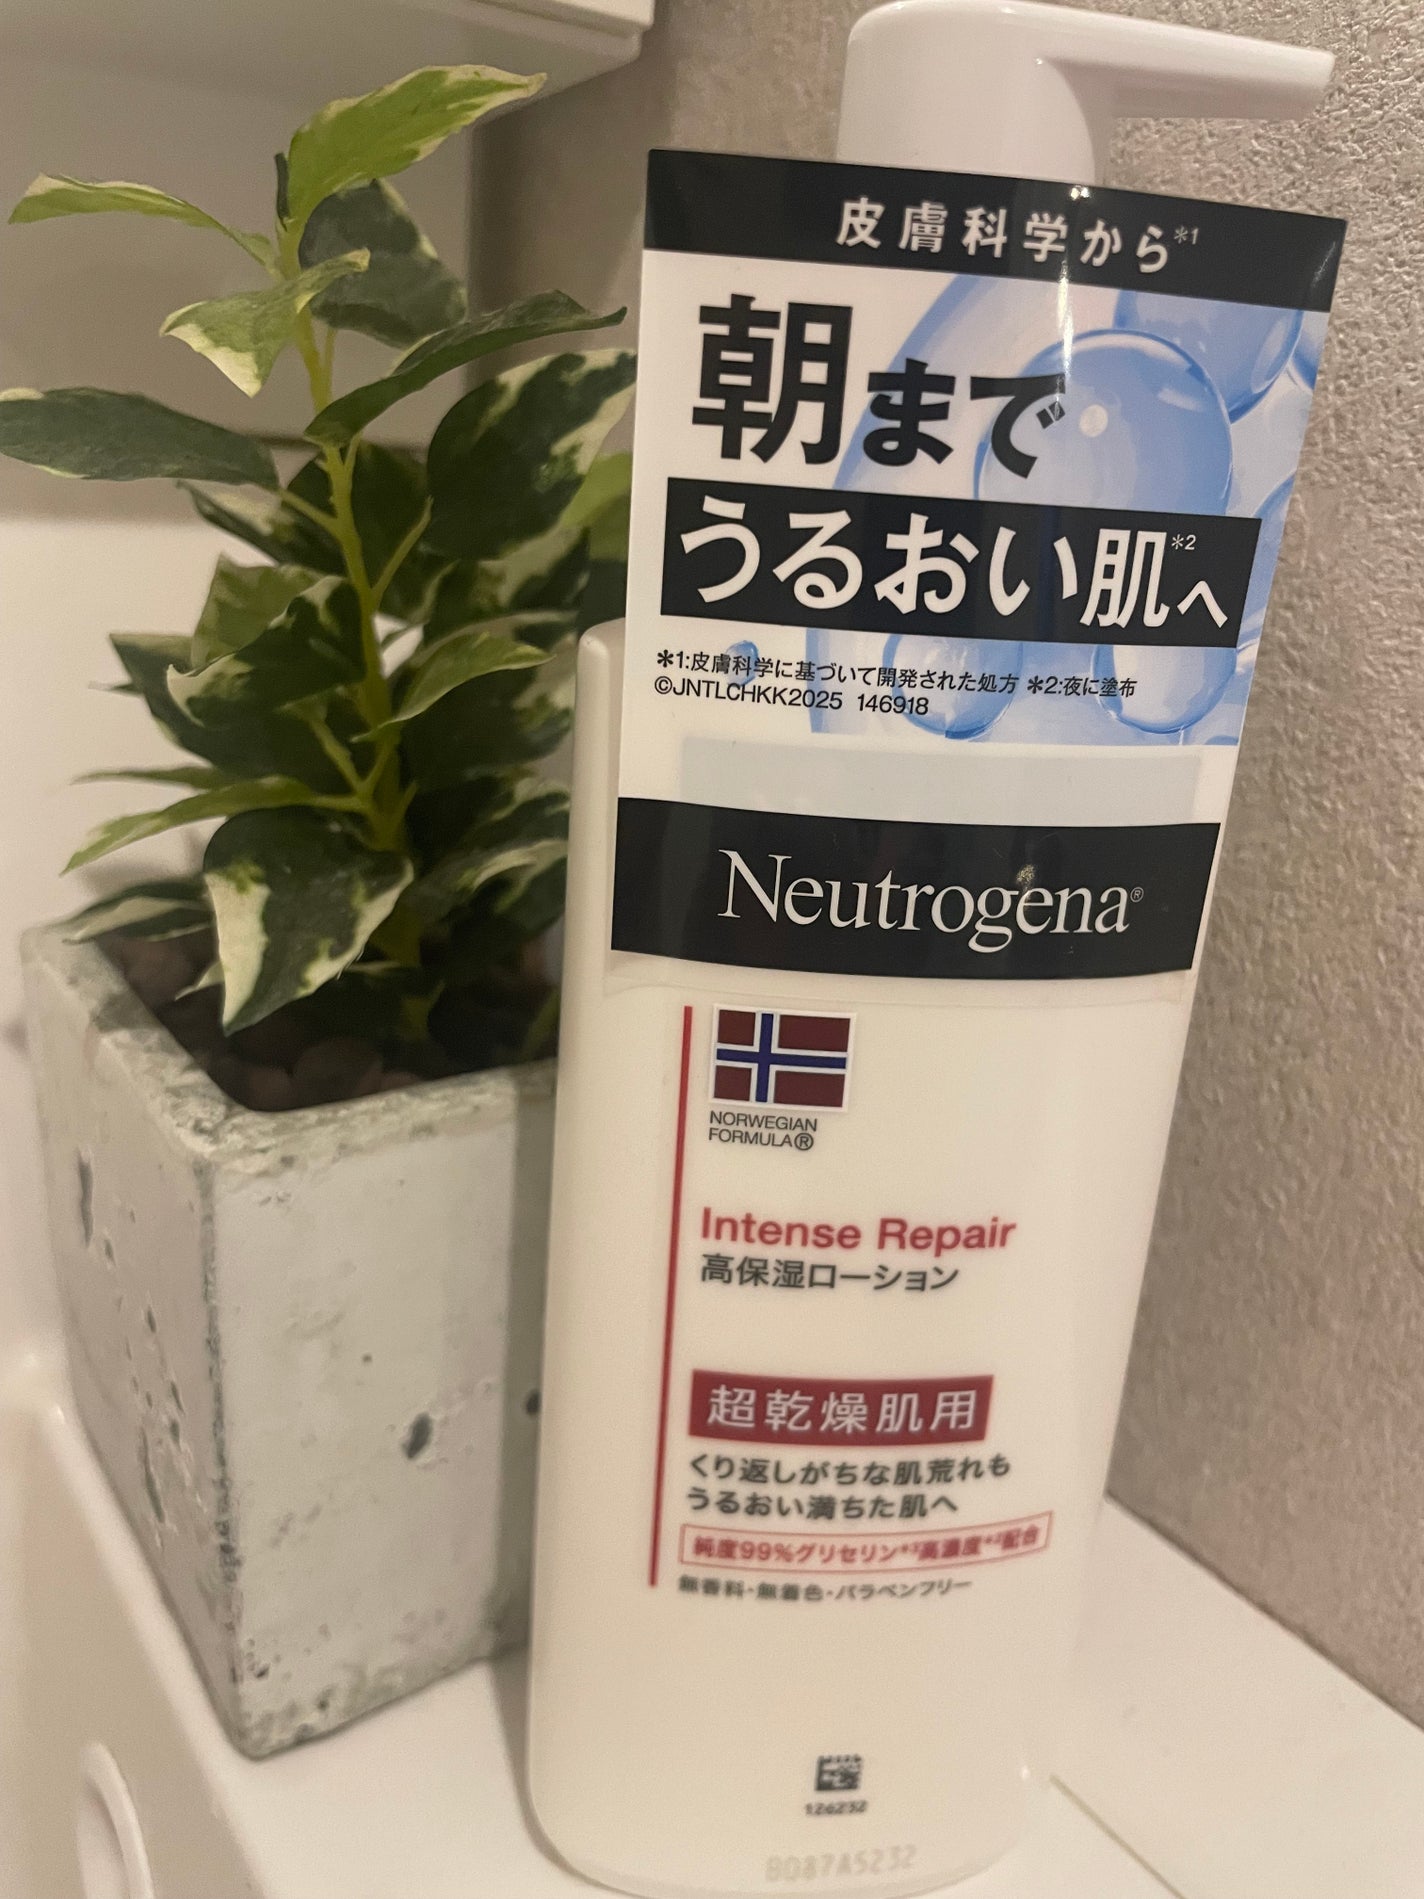 皮膚科学から*1
朝まで
うるおい肌*2へ
*1:皮膚科学に基づいて開発された処方 *2:夜に塗布
©JNTLCHKK2025 146918
Neutrogena®
NORWEGIAN
FORMULA®
Intense Repair
高保湿ローション
超乾燥肌用
くり返しがちな肌荒れも
うるおい満ちた肌へ
純度99%グリセリン 高濃度 配合
無香料・無着色・パラベンフリー
126232